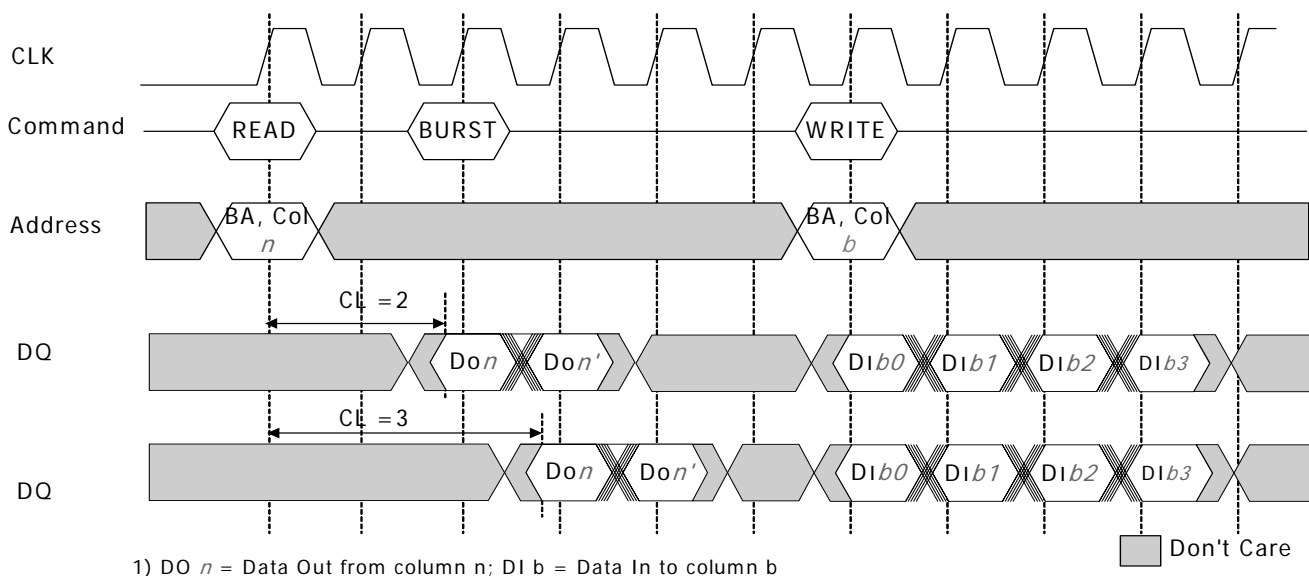 CLK
Command
READ
BURST
WRITE
Address
BA, Col
n
BA, Col
b
CL =2
DQ
Don
Don'
DIb0
DIb1
DIb2
DIb3
CL =3
DQ
Don
Don'
DIb0
DIb1
DIb2
DIb3
Don't Care
1) DO n = Data Out from column n; DI b = Data In to column b